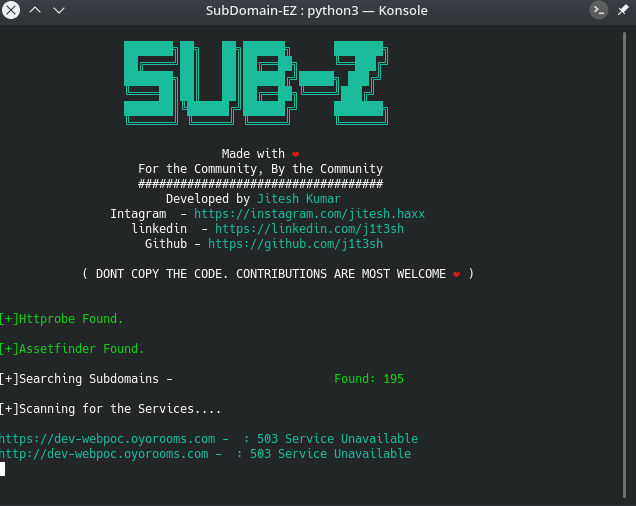 SubDomain-EZ : python3 — Konsole
SUB-Z
Made with ❤
For the Community, By the Community
###################################
Developed by Jitesh Kumar
Intagram  - https://instagram.com/jitesh.haxx
linkedin  - https://linkedin.com/j1t3sh
Github - https://github.com/j1t3sh
( DONT COPY THE CODE. CONTRIBUTIONS ARE MOST WELCOME ❤ )
[+]Httprobe Found.
[+]Assetfinder Found.
[+]Searching Subdomains - Found: 195
[+]Scanning for the Services....
https://dev-webpoc.oyorooms.com -  : 503 Service Unavailable
http://dev-webpoc.oyorooms.com -  : 503 Service Unavailable